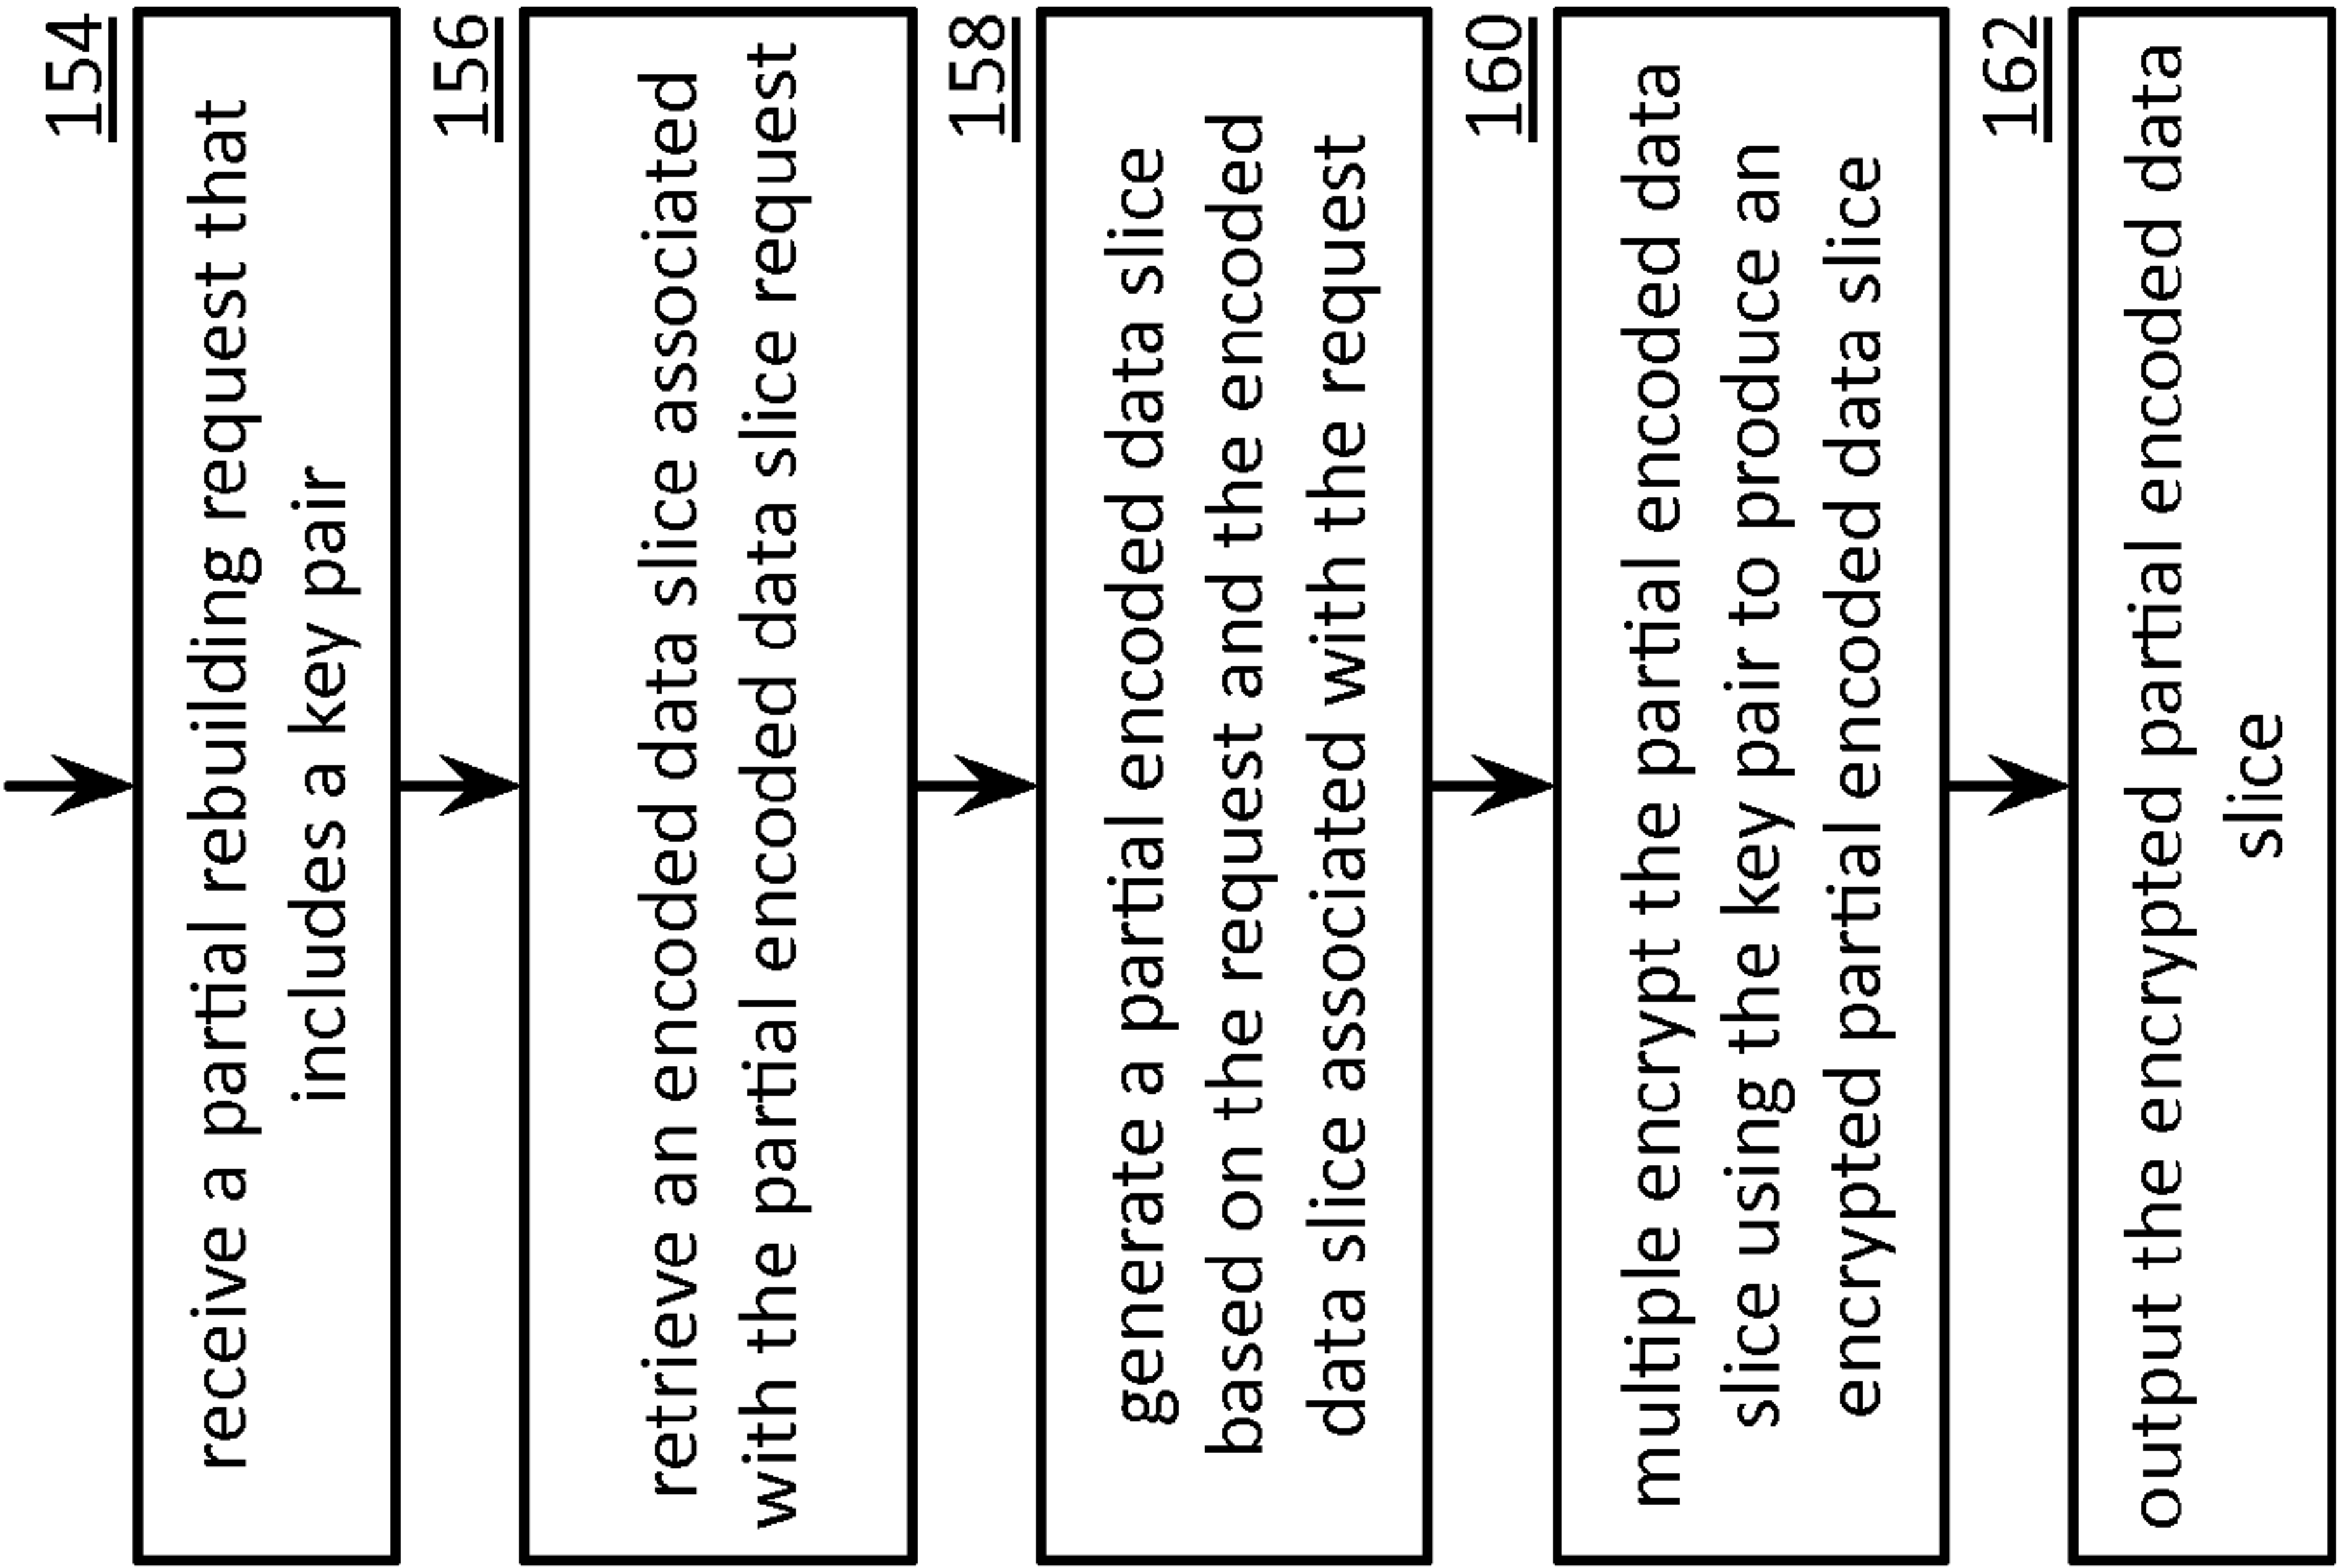 154
receive a partial rebuilding request that
includes a key pair
156
retrieve an encoded data slice associated
with the partial encoded data slice request
158
generate a partial encoded data slice
based on the request and the encoded
data slice associated with the request
160
multiple encrypt the partial encoded data
slice using the key pair to produce an
encrypted partial encoded data slice
162
output the encrypted partial encoded data
slice